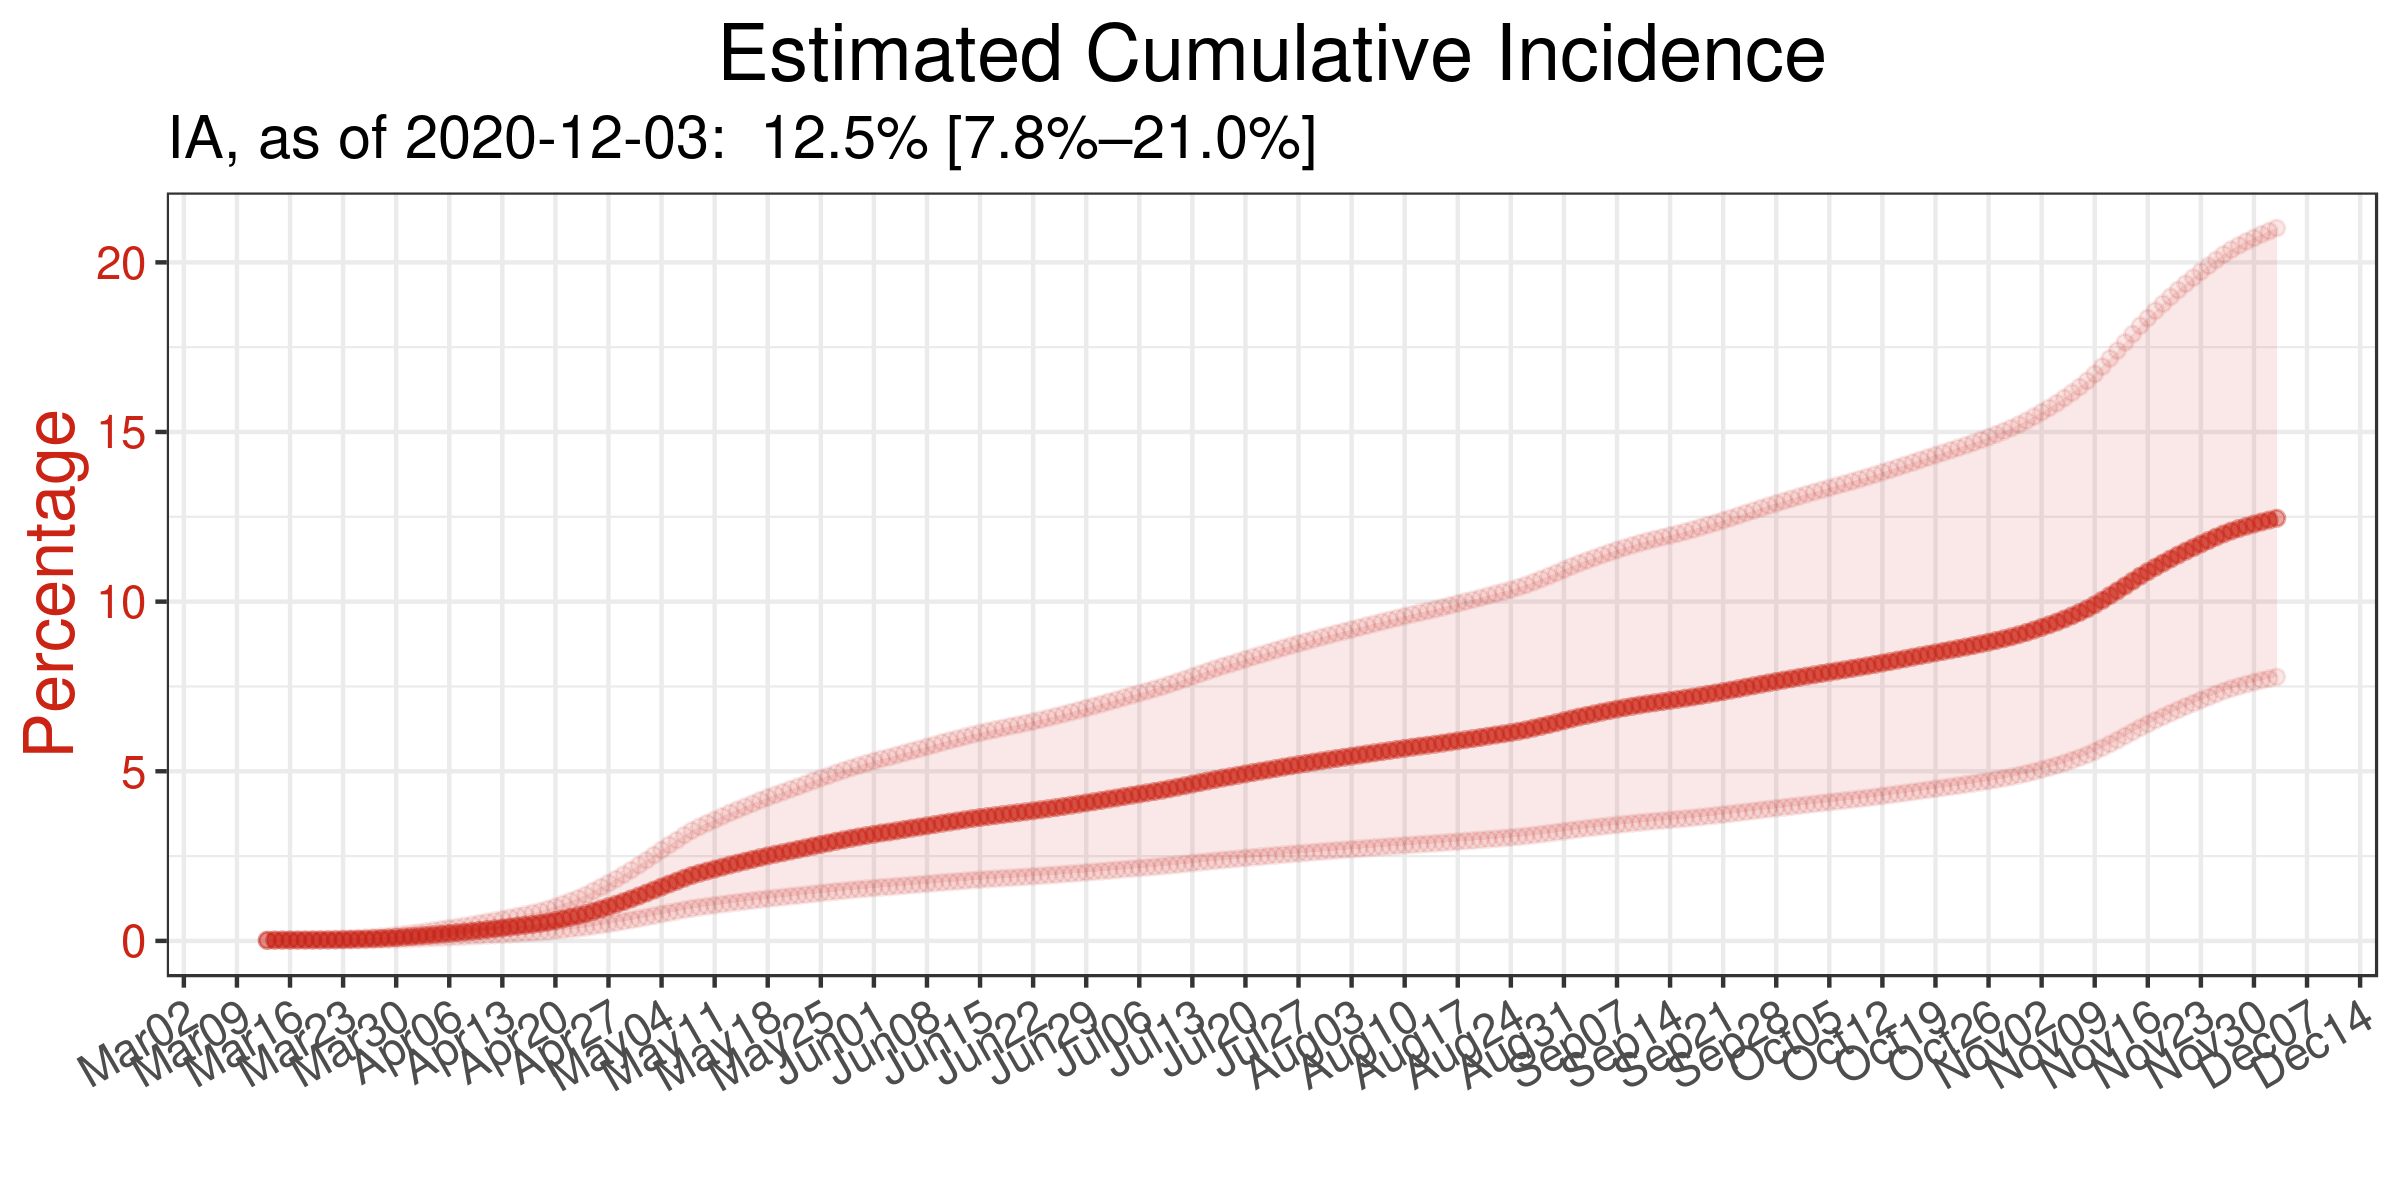 Estimated Cumulative Incidence
IA, as of 2020-12-03:  12.5% [7.8%–21.0%]
Percentage
20
15
10
5
0
Mar02
Mar09
Mar16
Mar23
Mar30
Apr06
Apr13
Apr20
Apr27
May04
May11
May18
May25
Jun01
Jun08
Jun15
Jun22
Jun29
Jul06
Jul13
Jul20
Jul27
Aug03
Aug10
Aug17
Aug24
Aug31
Sep07
Sep14
Sep21
Sep28
Oct05
Oct12
Oct19
Oct26
Nov02
Nov09
Nov16
Nov23
Nov30
Dec07
Dec14